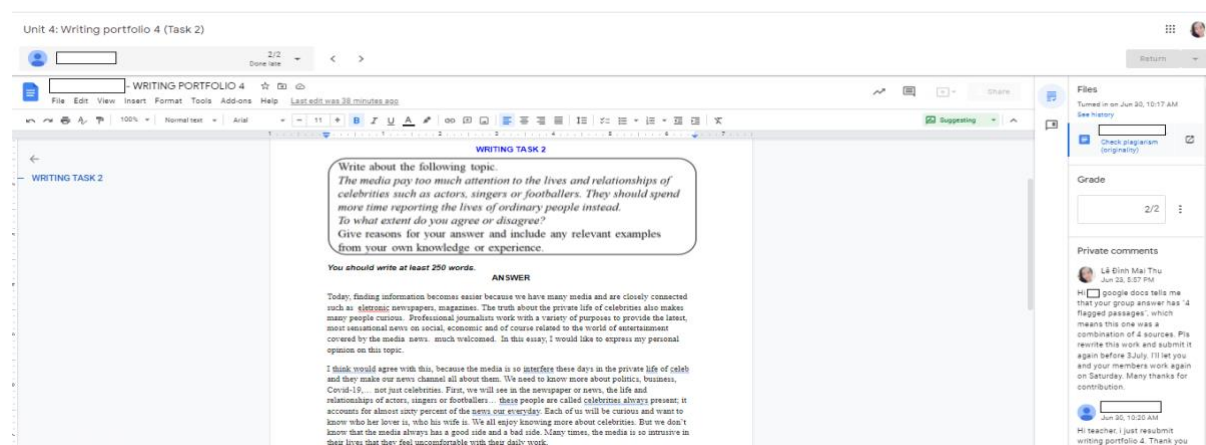 Unit 4: Writing portfolio 4 (Task 2)
2/2
Done late
Return
- WRITING PORTFOLIO 4
File Edit View Insert Format Tools Add-ons Help Last edit was 38 minutes ago
Share
100% Normal text Arial 11 B I U A
Suggesting
WRITING TASK 2
WRITING TASK 2
Write about the following topic.
The media pay too much attention to the lives and relationships of
celebrities such as actors, singers or footballers. They should spend
more time reporting the lives of ordinary people instead.
To what extent do you agree or disagree?
Give reasons for your answer and include any relevant examples
from your own knowledge or experience.
You should write at least 250 words.
ANSWER
Today, finding information becomes easier because we have many media and are closely connected
such as eletronic newspapers, magazines. The truth about the private life of celebrities also makes
many people curious. Professional journalists work with a variety of purposes to provide the latest,
most sensational news on social, economic and of course related to the world of entertainment
covered by the media news. much welcomed. In this essay, I would like to express my personal
opinion on this topic.
I think would agree with this, because the media is so interfere these days in the private life of celeb
and they make our news channel all about them. We need to know more about politics, business,
Covid-19,... not just celebrities. First, we will see in the newspaper or news, the life and
relationships of actors, singers or footballers ... these people are called celebrities always present; it
accounts for almost sixty percent of the news our everyday. Each of us will be curious and want to
know who her lover is, who his wife is. We all enjoy knowing more about celebrities. But we don't
know that the media always has a good side and a bad side. Many times, the media is so intrusive in
their lives that they feel uncomfortable with their daily work.
Files
Turned in on Jun 30, 10:17 AM
See history
Check plagiarism
(originality)
Grade
2/2
Private comments
Lê Đình Mai Thu
Jun 23, 5:57 PM
Hi google docs tells me
that your group answer has '4
flagged passages', which
means this one was a
combination of 4 sources. Pls
rewrite this work and submit it
again before 3July. I'll let you
and your members work again
on Saturday. Many thanks for
contribution.
Jun 30, 10:20 AM
Hi teacher, i just resubmit
writing portfolio 4. Thank you